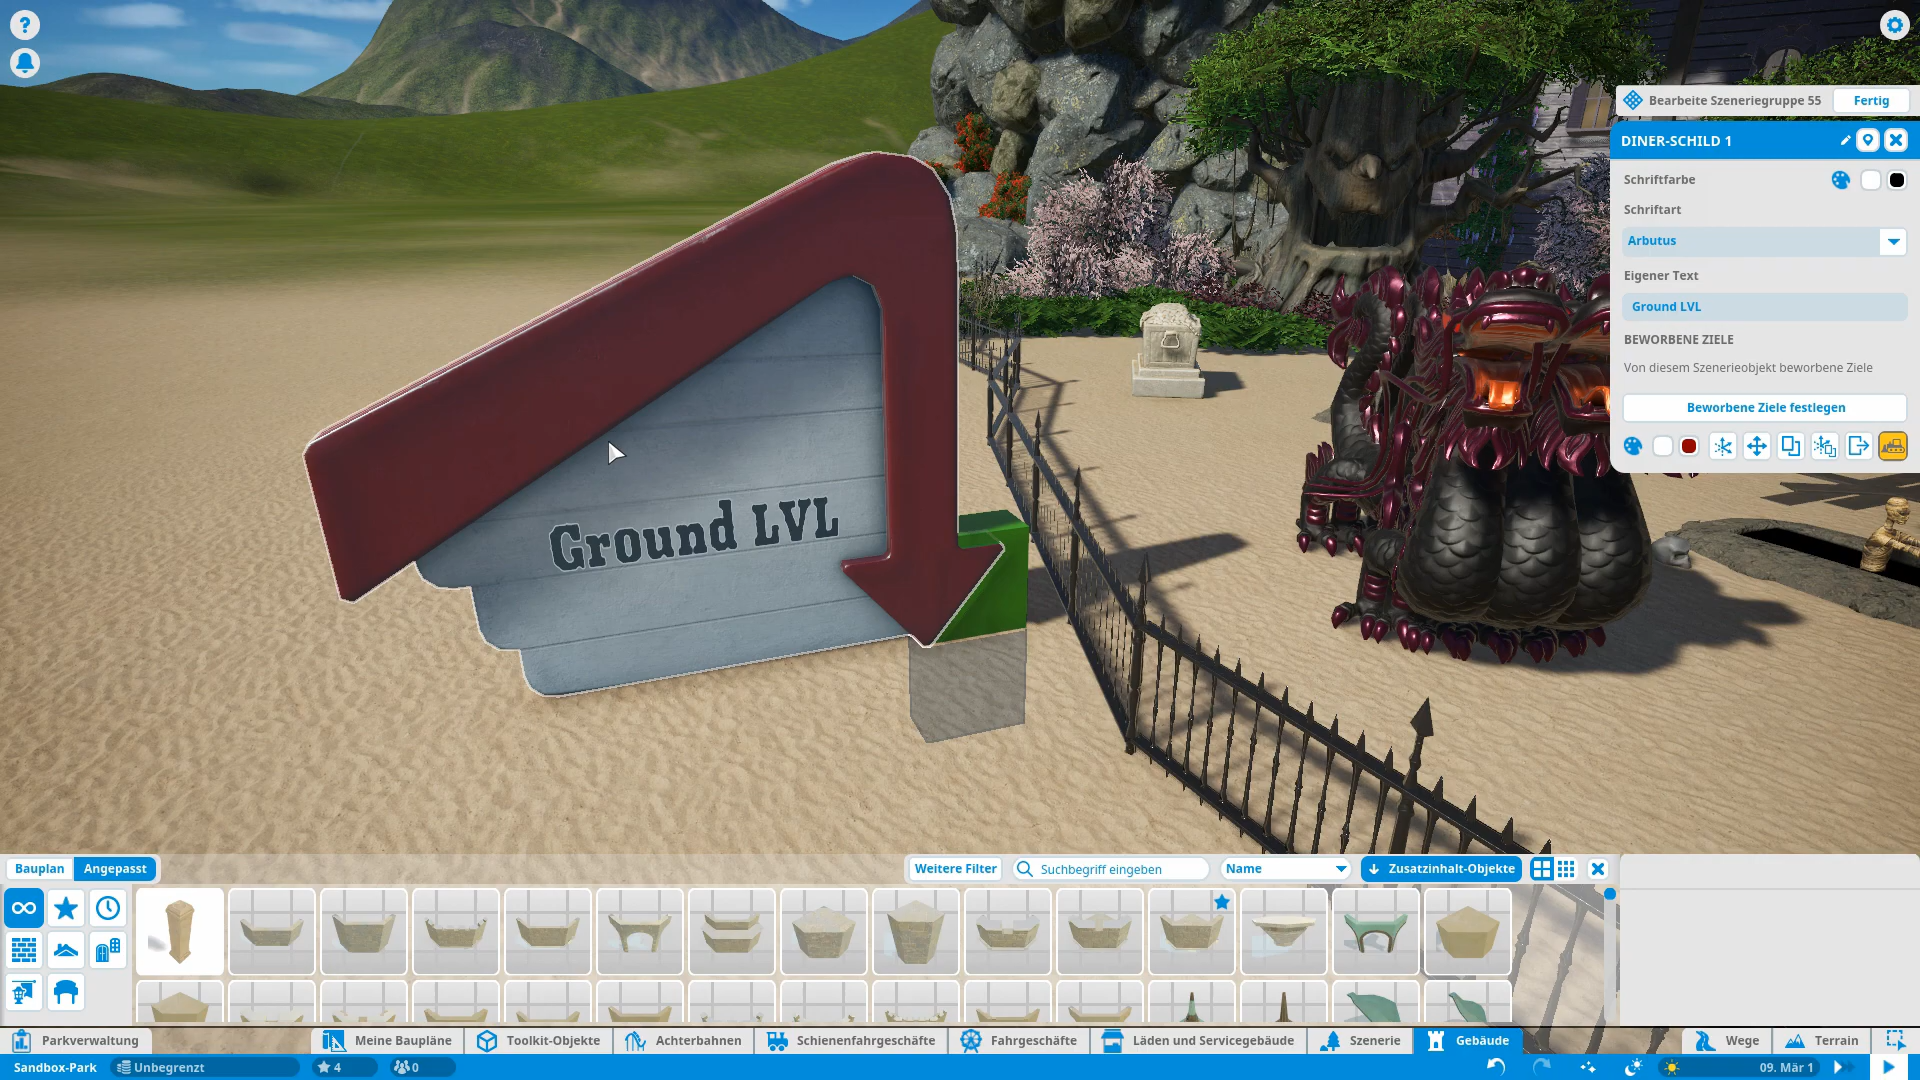 Bearbeite Szeneriegruppe 55
Fertig
DINER-SCHILD 1
Schriftfarbe
Schriftart
Arbutus
Eigener Text
Ground LVL
BEWORBENE ZIELE
Von diesem Szenerieobjekt beworbene Ziele
Beworbene Ziele festlegen
Ground LVL
Bauplan
Angepasst
Weitere Filter
Suchbegriff eingeben
Name
Zusatzinhalt-Objekte
Parkverwaltung
Meine Baupläne
Toolkit-Objekte
Achterbahnen
Schienenfahrgeschäfte
Fahrgeschäfte
Läden und Servicegebäude
Szenerie
Gebäude
Wege
Terrain
Sandbox-Park
Unbegrenzt
4
0
09. Mär 1